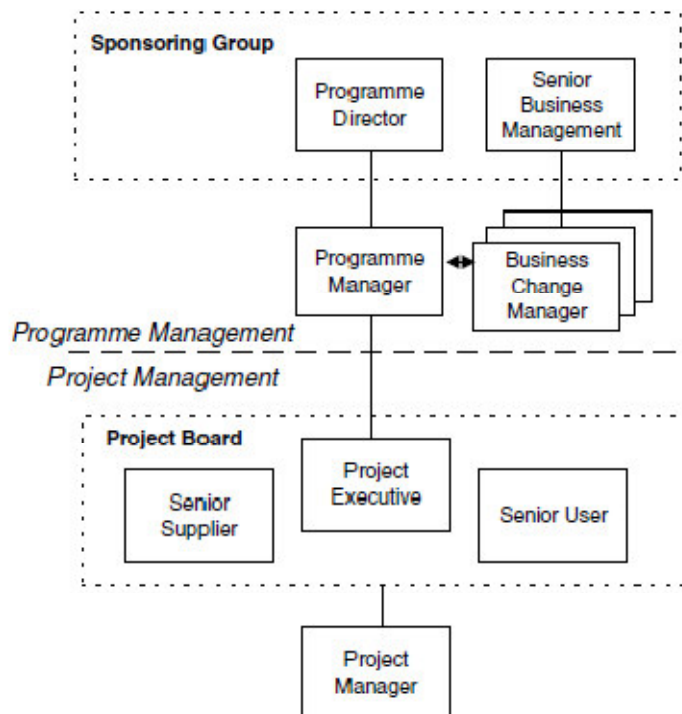 Sponsoring Group
Programme
Director
Senior
Business
Management
Programme
Manager
Business
Change
Manager
Programme Management
Project Management
Project Board
Senior
Supplier
Project
Executive
Senior User
Project
Manager